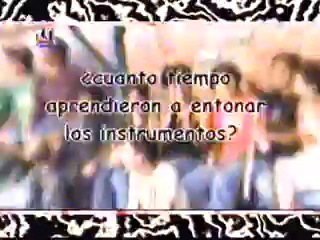 ¿cuanto tiempo
aprendieron a entonar
los instrumentos?